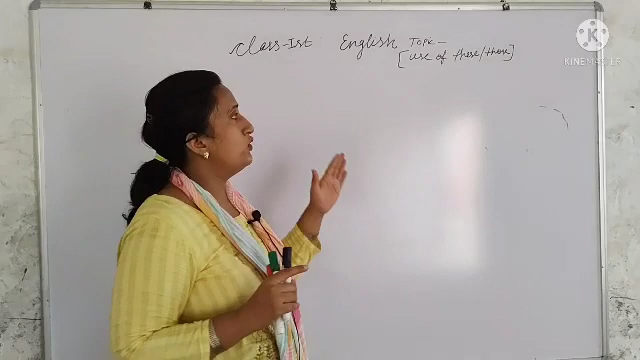 Class-Ist English Topic-
[use of these/those]
K
KINEMASTER